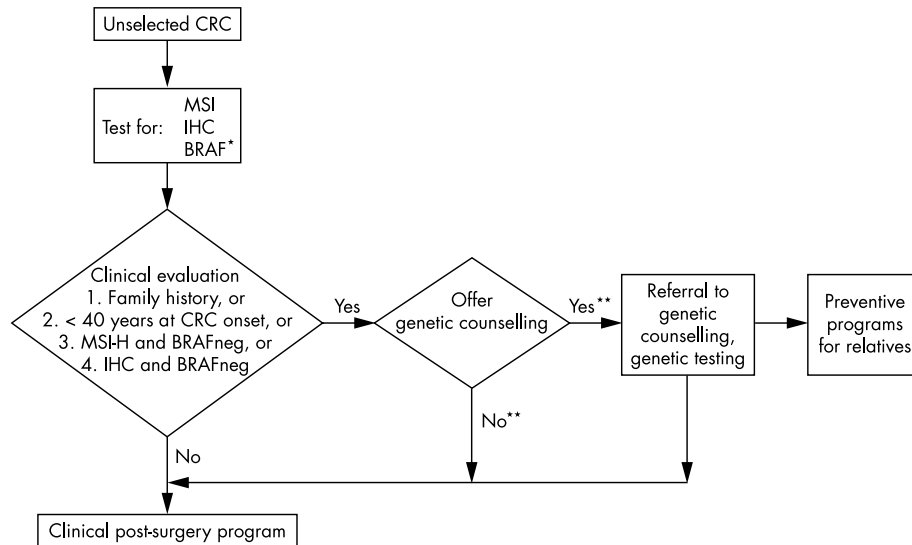 Unselected CRC
MSI
Test for: IHC
BRAF*
Clinical evaluation
1. Family history, or
2. < 40 years at CRC onset, or
3. MSI-H and BRAFneg, or
4. IHC and BRAFneg
Yes
Offer
genetic counselling
Yes**
Referral to
genetic
counselling,
genetic testing
Preventive
programs
for relatives
No**
No
Clinical post-surgery program